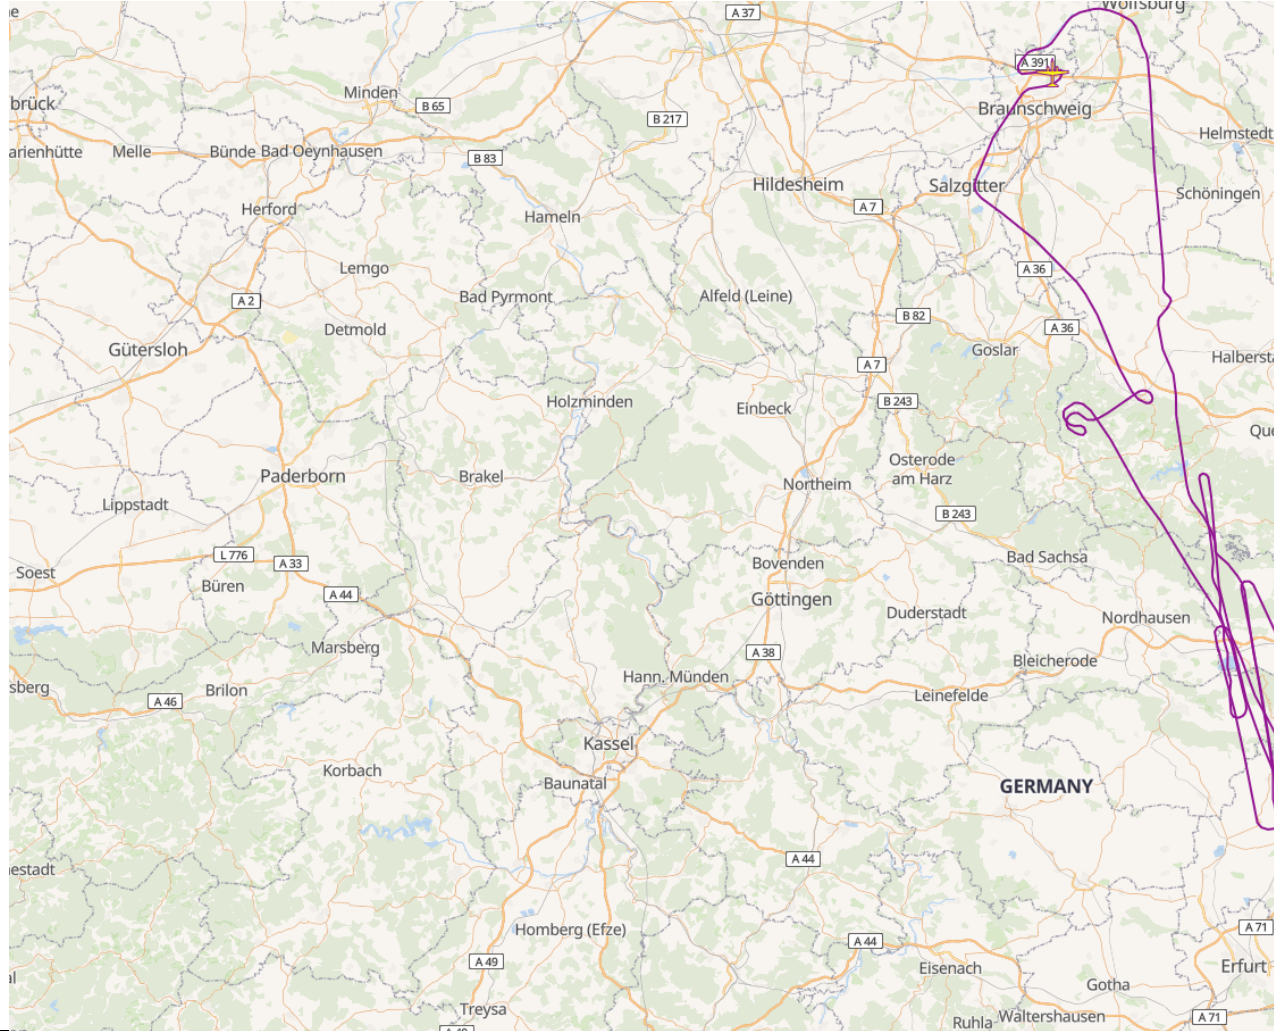 A 37
Wolfsburg
A 391
Minden
B 65
brück
B 217
Braunschweig
Helmstedt
arienhütte
Melle
Bünde
Bad Oeynhausen
B 83
Hildesheim
Salzgitter
Schöningen
Herford
A 7
Hameln
Lemgo
A 36
A 2
Bad Pyrmont
Alfeld (Leine)
B 82
Detmold
A 36
Gütersloh
Goslar
Halbersta
A 7
Holzminden
B 243
Einbeck
Que
Osterode
am Harz
Paderborn
Brakel
Northeim
Lippstadt
B 243
L 776
A 33
Bovenden
Bad Sachsa
Soest
Büren
A 44
Göttingen
Duderstadt
Nordhausen
Marsberg
A 38
Bleicherode
Hann. Münden
sberg
Brilon
A 46
Leinefelde
Kassel
Korbach
Baunatal
GERMANY
A 44
estadt
Homberg (Efze)
A 71
A 44
A 49
Eisenach
Erfurt
Gotha
Treysa
Ruhla
Waltershausen
A 71